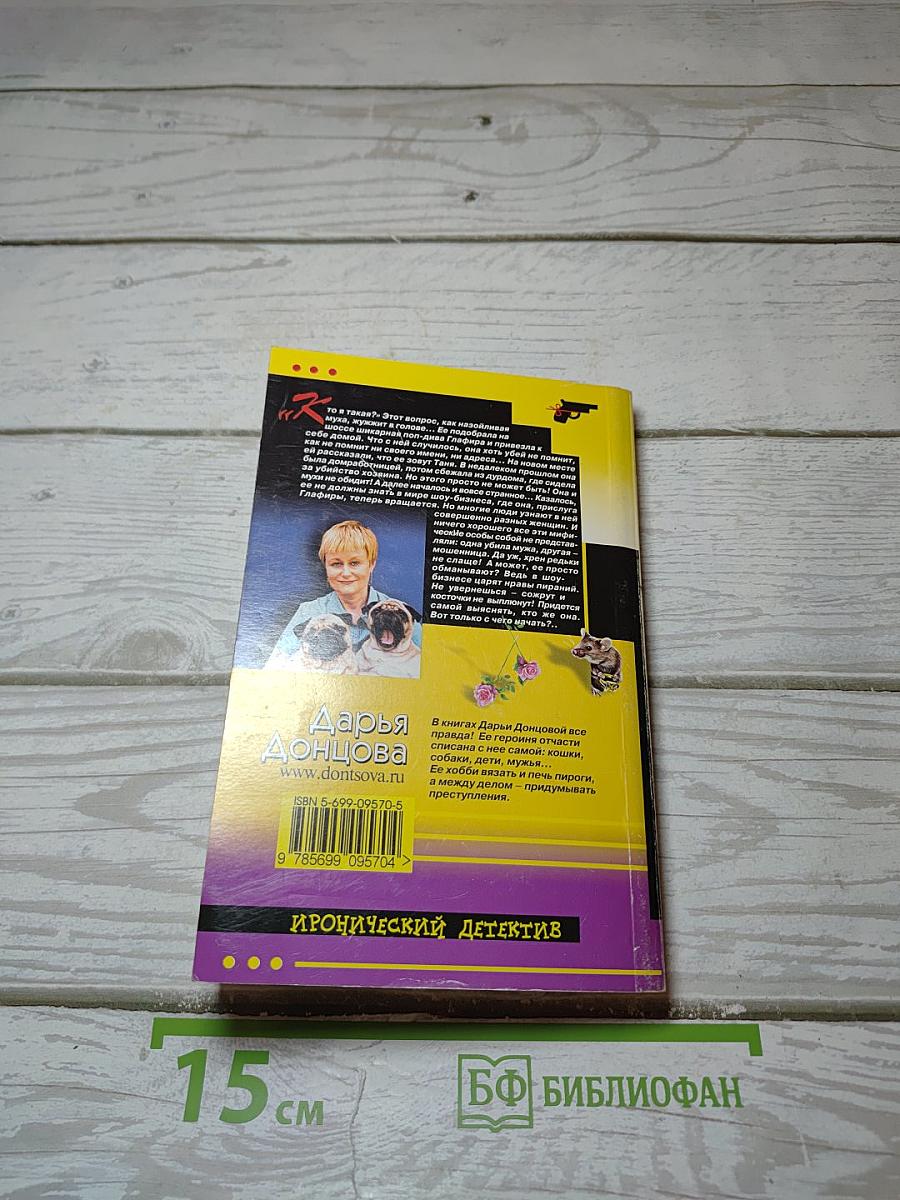 «Кто я такая?» Этот вопрос, как назойливая
муха, жужжит в голове... Ее подобрала на
шоссе шикарная поп-дива Глафира и привезла к
себе домой. Что с ней случилось, она хоть убей не помнит,
как не помнит ни своего имени, ни адреса... На новом месте
ей рассказали, что ее зовут Таня. В недалеком прошлом она
была домработницей, потом сбежала из дурдома, где сидела
за убийство хозяина. Но этого просто не может быть! Она и
мухи не обидит! А далее началось и вовсе странное... Казалось,
ее не должны знать в мире шоу-бизнеса, где она, прислуга
Глафиры, теперь вращается. Но многие люди узнают в ней
совершенно разных женщин. И
ничего хорошего все эти мифи-
ческИе особы собой не представ-
ляли: одна убила мужа, другая –
мошенница. Да уж, хрен редьки
не слаще! А может, ее просто
обманывают? Ведь в шоу-
бизнесе царят нравы пираний.
Не увернешься – сожрут и
косточки не выплюнут! Придется
самой выяснять, кто же она.
Вот только с чего начать?..
Дарья
Донцова
www.dontsova.ru
В книгах Дарьи Донцовой все
правда! Ее героиня отчасти
списана с нее самой: кошки,
собаки, дети, мужья...
Ее хобби вязать и печь пироги,
а между делом – придумывать
преступления.
ISBN 5-699-09570-5
9 785699 095704 >
ИРОНИЧЕСКИЙ ДЕТЕКТИВ
15 см
БФ БИБЛИОФАН